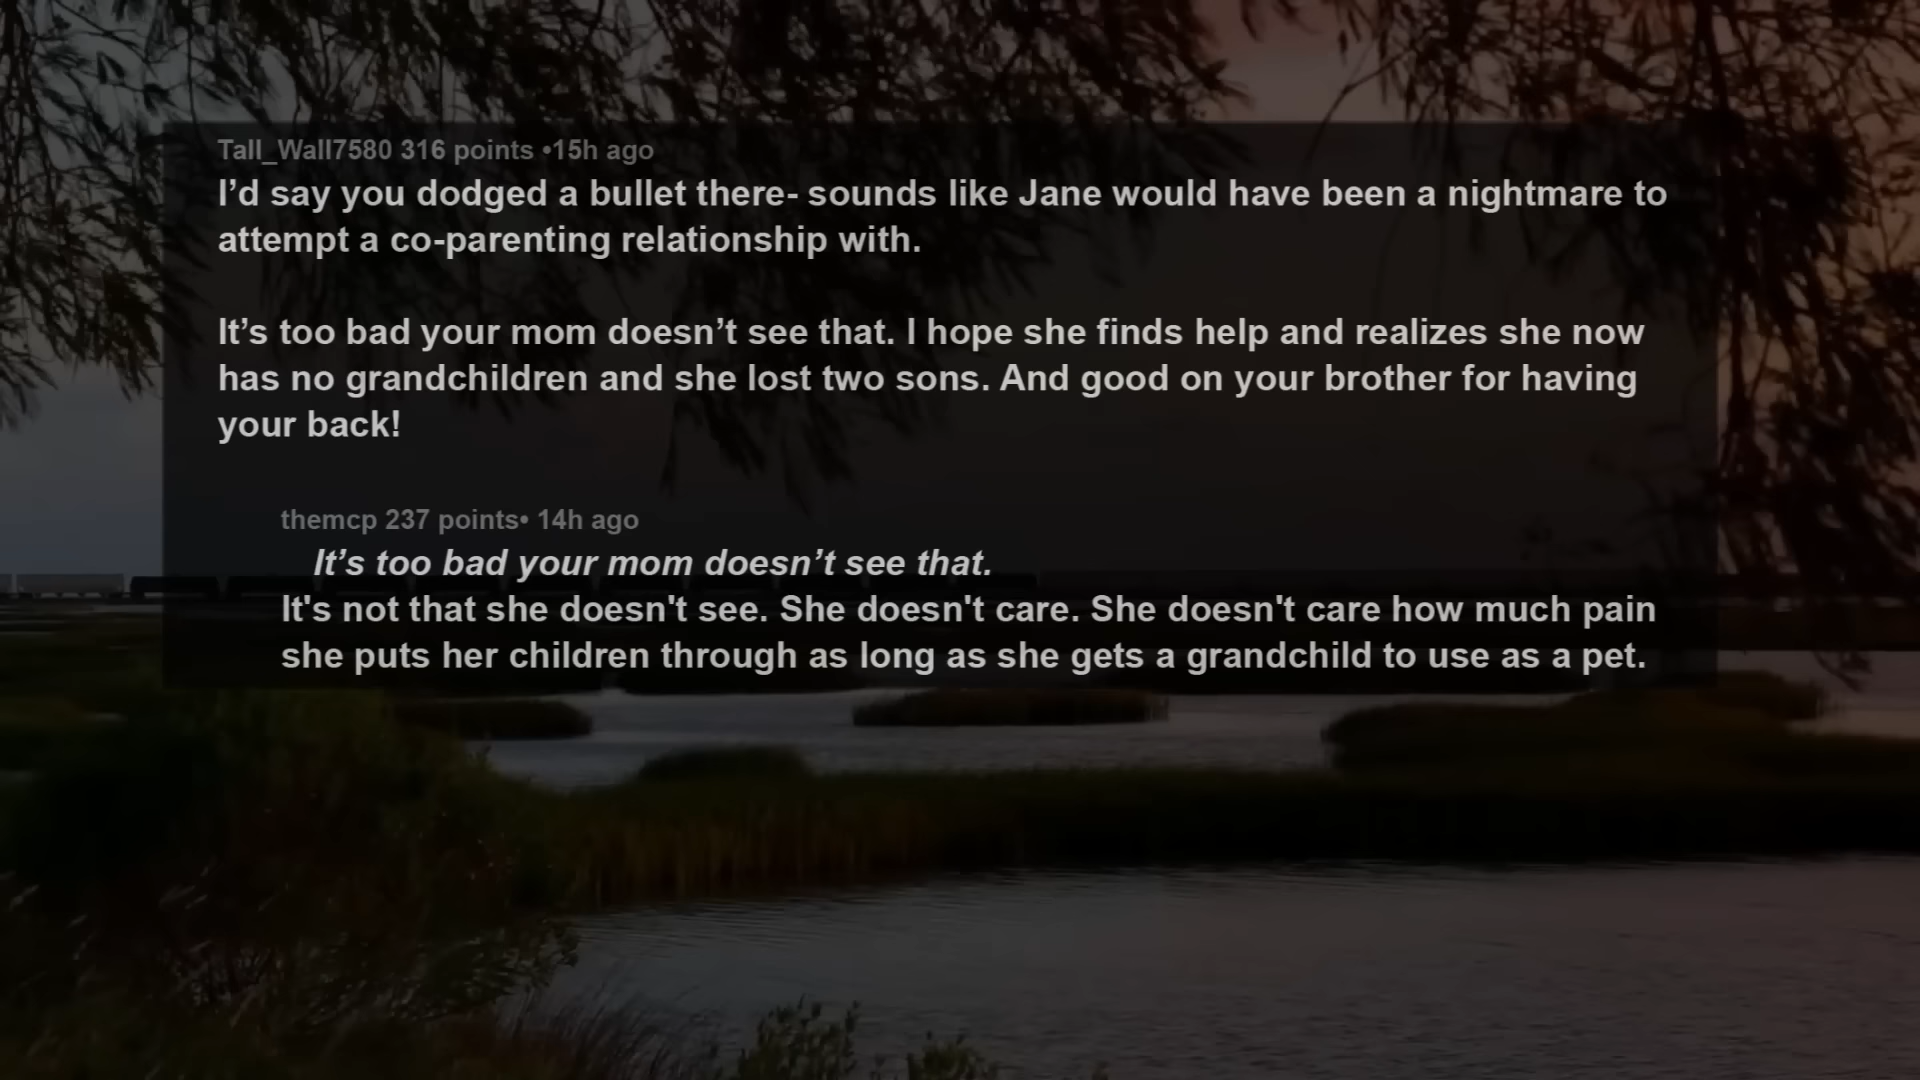 Tall_Wall7580 316 points •15h ago
I’d say you dodged a bullet there- sounds like Jane would have been a nightmare to
attempt a co-parenting relationship with.
It’s too bad your mom doesn’t see that. I hope she finds help and realizes she now
has no grandchildren and she lost two sons. And good on your brother for having
your back!
themcp 237 points• 14h ago
It’s too bad your mom doesn’t see that.
It's not that she doesn't see. She doesn't care. She doesn't care how much pain
she puts her children through as long as she gets a grandchild to use as a pet.